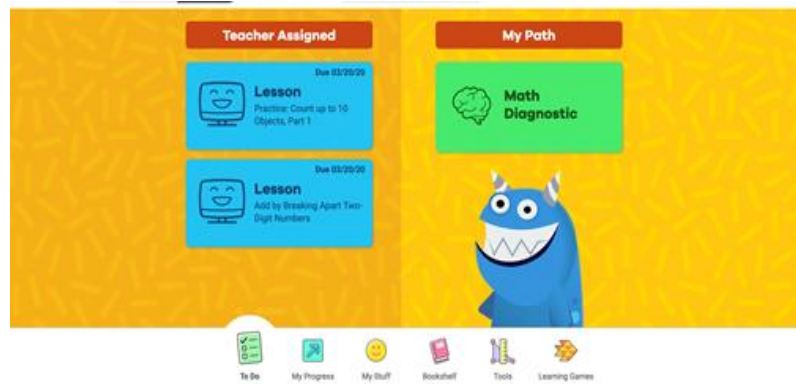 Teacher Assigned
Due 03/20/20
Lesson
Practice: Count up to 10
Objects, Part 1
Due 03/20/20
Lesson
Add by Breaking Apart Two-
Digit Numbers
My Path
Math
Diagnostic
To Do
My Progress
My Stuff
Bookshelf
Tools
Learning Games